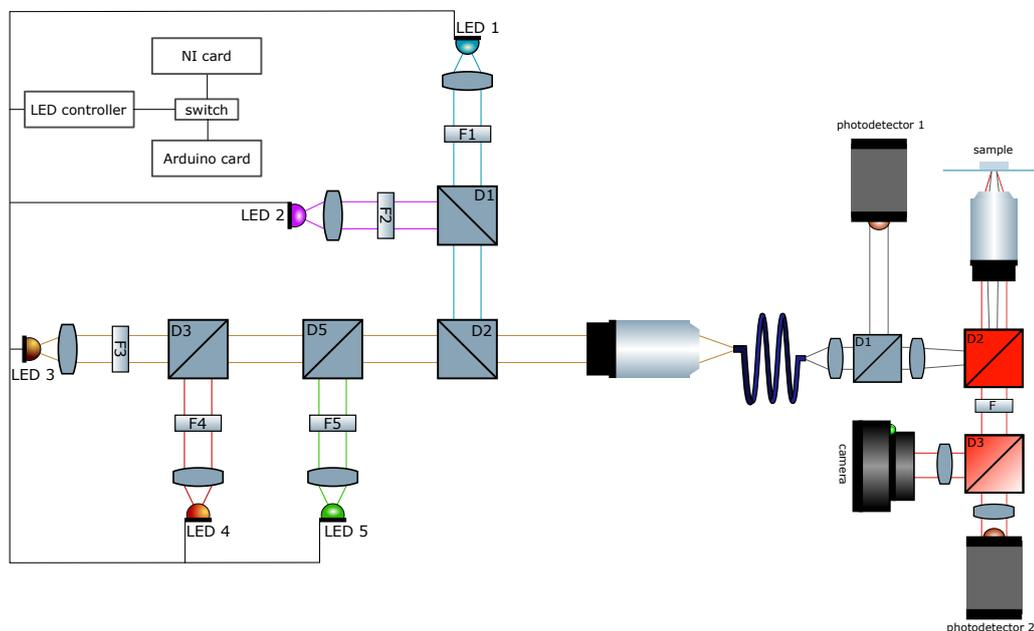 LED 1
NI card
LED controller
switch
Arduino card
F1
photodetector 1
sample
D1
LED 2
F2
D3
D5
D2
F3
LED 3
D1
D2
F4
F5
F
D3
camera
LED 4
LED 5
photodetector 2